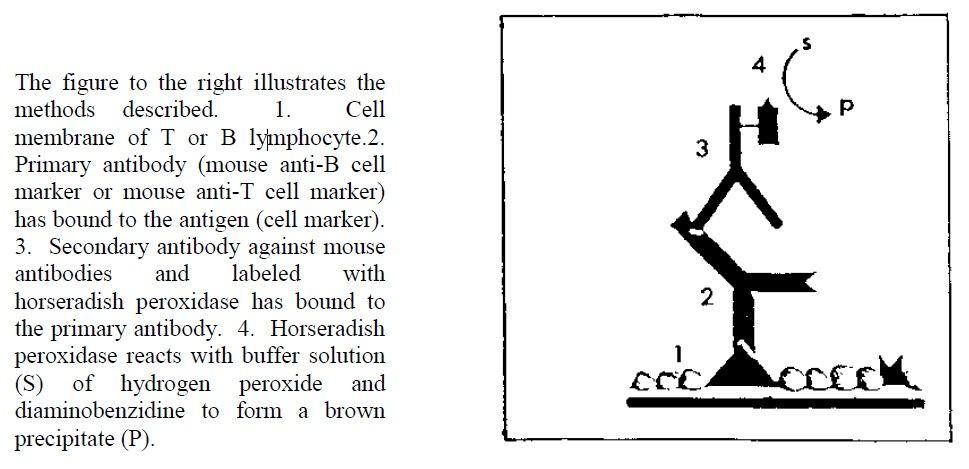 The figure to the right illustrates the
methods described. 1. Cell
membrane of T or B lymphocyte.2.
Primary antibody (mouse anti-B cell
marker or mouse anti-T cell marker)
has bound to the antigen (cell marker).
3. Secondary antibody against mouse
antibodies and labeled with
horseradish peroxidase has bound to
the primary antibody. 4. Horseradish
peroxidase reacts with buffer solution
(S) of hydrogen peroxide and
diaminobenzidine to form a brown
precipitate (P).
s
4
p
3
2
1